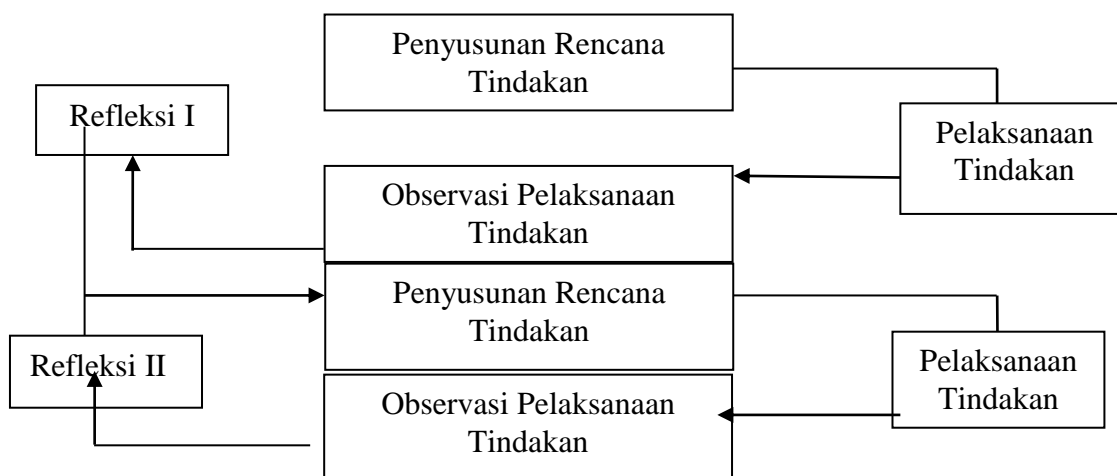 Penyusunan Rencana
Tindakan
Refleksi I
Pelaksanaan
Tindakan
Observasi Pelaksanaan
Tindakan
Penyusunan Rencana
Tindakan
Refleksi II
Pelaksanaan
Tindakan
Observasi Pelaksanaan
Tindakan